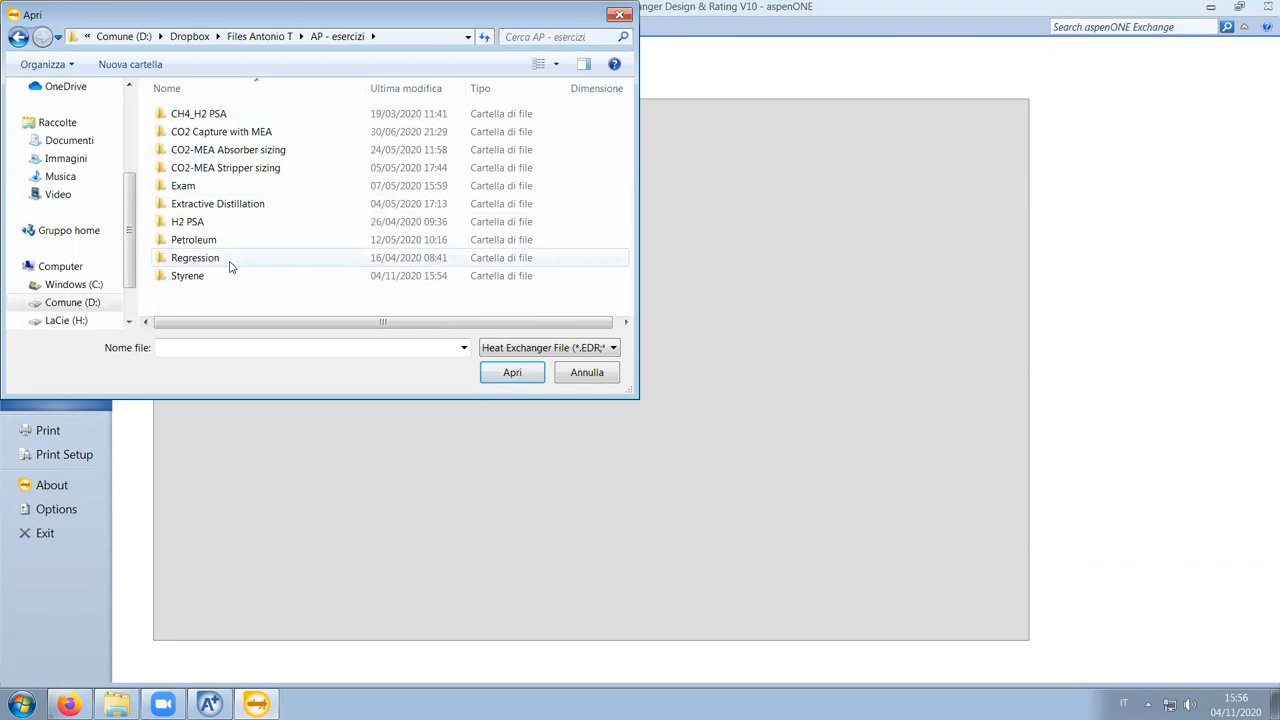 Apri
nger Design & Rating V10 - aspenONE
« Comune (D:) Dropbox Files Antonio T AP - esercizi
Cerca AP - esercizi
Search aspenONE Exchange
Organizza
Nuova cartella
OneDrive
Raccolte
Documenti
Immagini
Musica
Video
Gruppo home
Computer
Windows (C:)
Comune (D:)
LaCie (H:)
Nome Ultima modifica Tipo Dimensione
CH4_H2 PSA 19/03/2020 11:41 Cartella di file
CO2 Capture with MEA 30/06/2020 21:29 Cartella di file
CO2-MEA Absorber sizing 24/05/2020 11:58 Cartella di file
CO2-MEA Stripper sizing 05/05/2020 17:44 Cartella di file
Exam 07/05/2020 15:59 Cartella di file
Extractive Distillation 04/05/2020 17:13 Cartella di file
H2 PSA 26/04/2020 09:36 Cartella di file
Petroleum 12/05/2020 10:16 Cartella di file
Regression 16/04/2020 08:41 Cartella di file
Styrene 04/11/2020 15:54 Cartella di file
Nome file:
Heat Exchanger File (*.EDR;*
Apri
Annulla
Print
Print Setup
About
Options
Exit
IT
15:56
04/11/2020